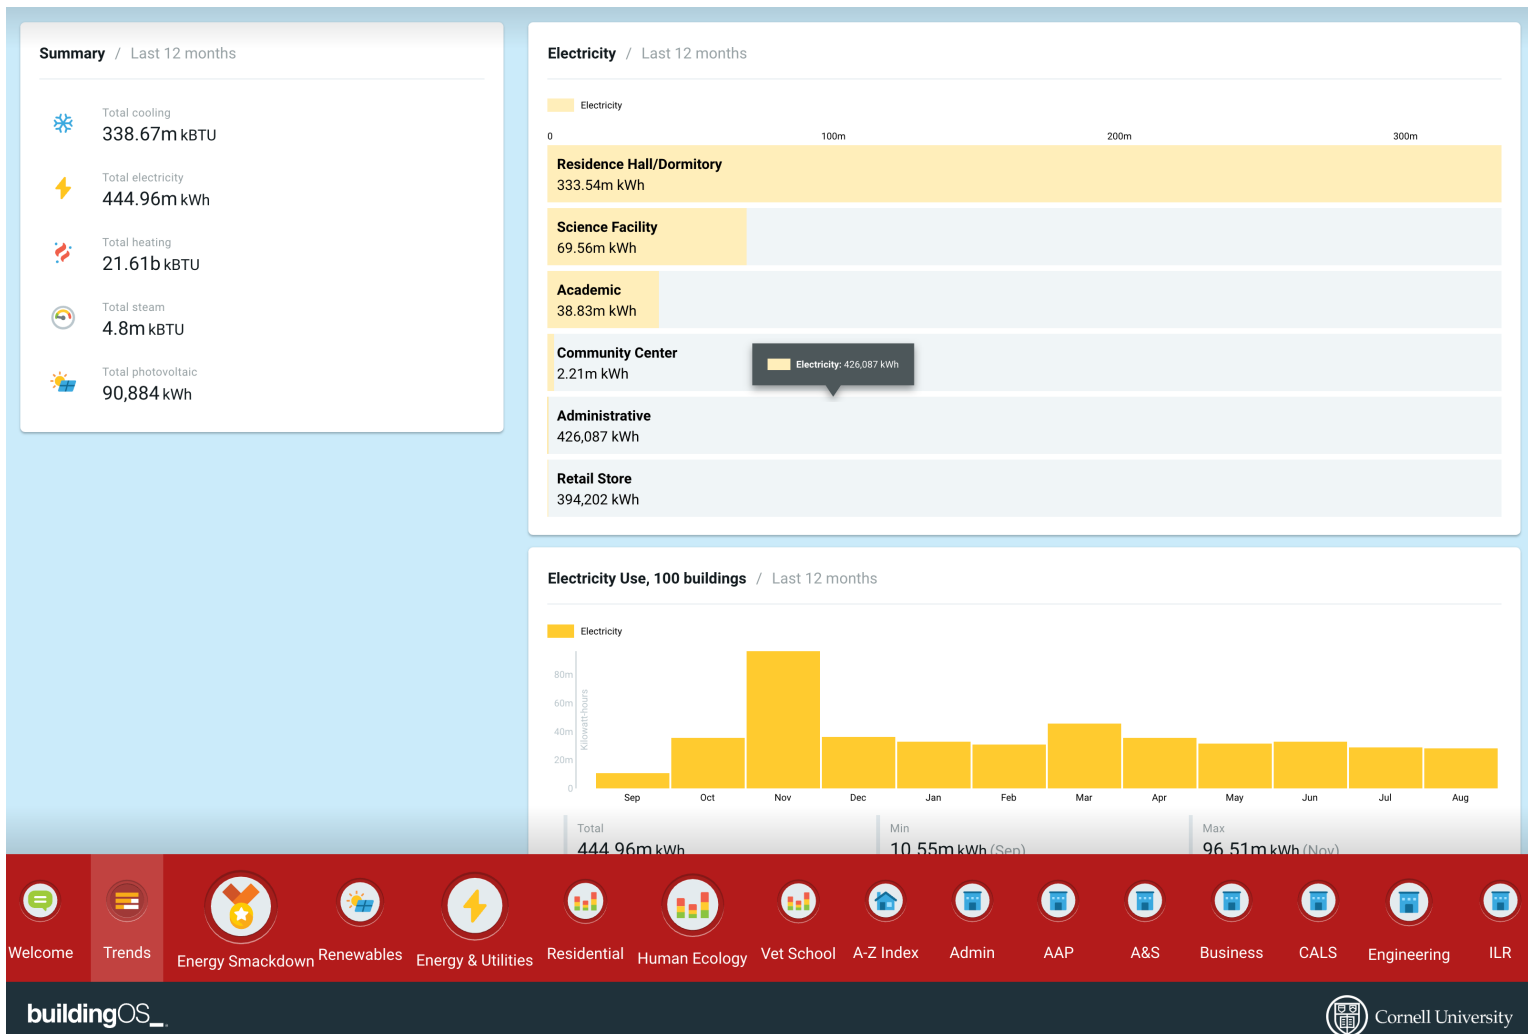 Summary / Last 12 months
Total cooling
338.67m kBTU
Total electricity
444.96m kWh
Total heating
21.61b kBTU
Total steam
4.8m kBTU
Total photovoltaic
90,884 kWh
Electricity / Last 12 months
Electricity
0 100m 200m 300m
Residence Hall/Dormitory
333.54m kWh
Science Facility
69.56m kWh
Academic
38.83m kWh
Community Center
2.21m kWh
Electricity: 426,087 kWh
Administrative
426,087 kWh
Retail Store
394,202 kWh
Electricity Use, 100 buildings / Last 12 months
Electricity
80m
60m
40m
20m
0
Kilowatt-hours
Sep Oct Nov Dec Jan Feb Mar Apr May Jun Jul Aug
Total
444.96m kWh
Min
10.55m kWh (Sep)
Max
96.51m kWh (Nov)
Welcome
Trends
Energy Smackdown
Renewables
Energy & Utilities
Residential
Human Ecology
Vet School
A-Z Index
Admin
AAP
A&S
Business
CALS
Engineering
ILR
buildingOS_
Cornell University